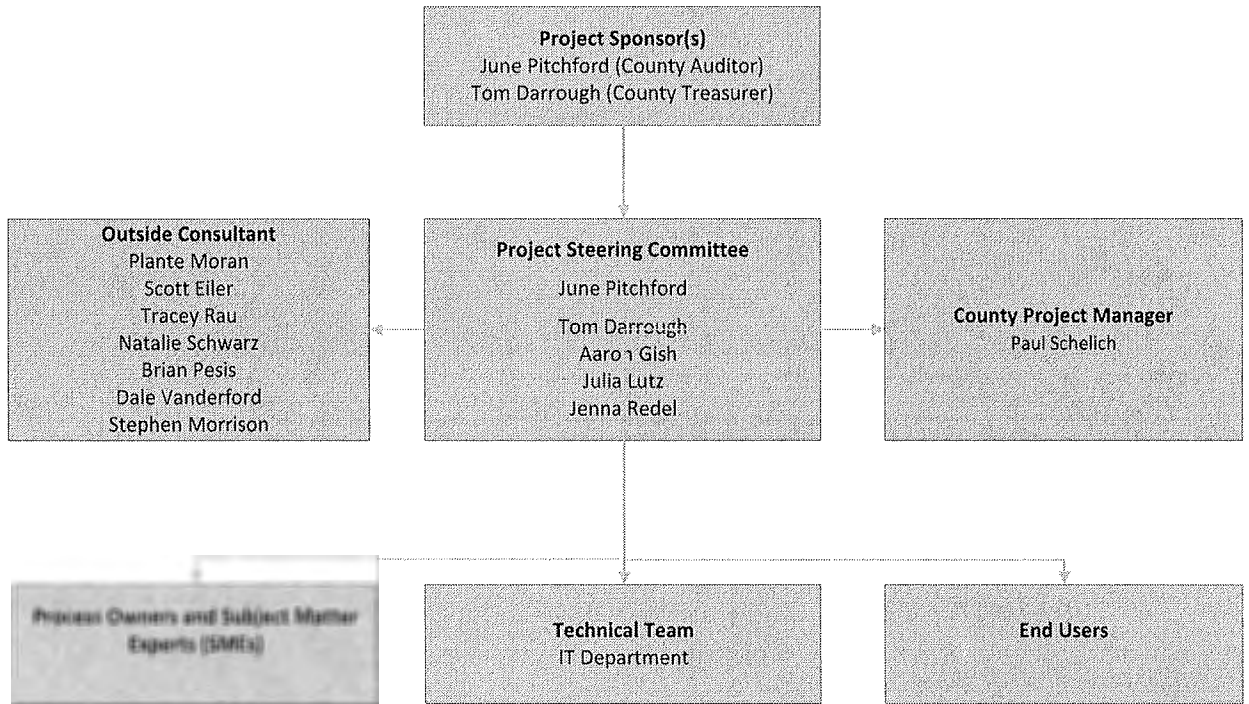 Project Sponsor(s)
June Pitchford (County Auditor)
Tom Darrough (County Treasurer)
Outside Consultant
Plante Moran
Scott Eiler
Tracey Rau
Natalie Schwarz
Brian Pesis
Dale Vanderford
Stephen Morrison
Project Steering Committee
June Pitchford
Tom Darrough
Aaron Gish
Julia Lutz
Jenna Redel
County Project Manager
Paul Schelich
Process Owners and Subject Matter
Experts (SMEs)
Technical Team
IT Department
End Users